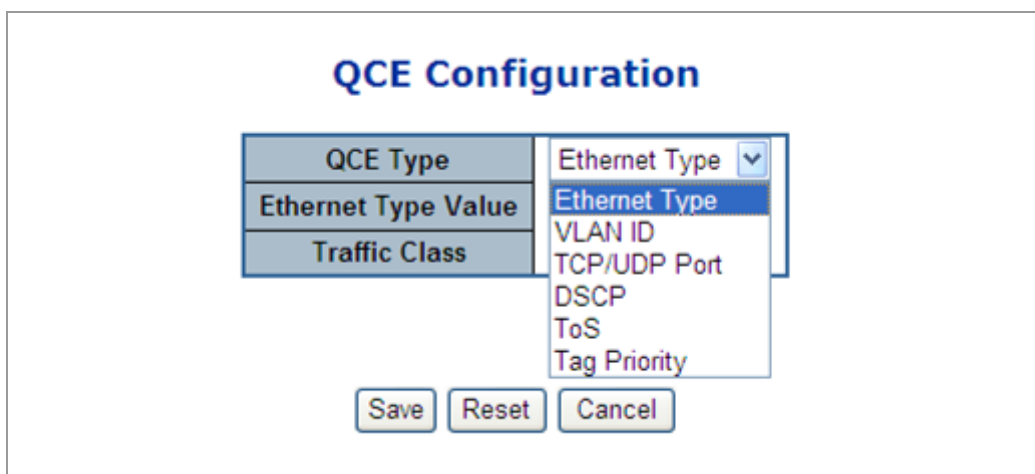 QCE Configuration
QCE Type
Ethernet Type
Ethernet Type Value
Traffic Class
Ethernet Type
VLAN ID
TCP/UDP Port
DSCP
ToS
Tag Priority
Save
Reset
Cancel